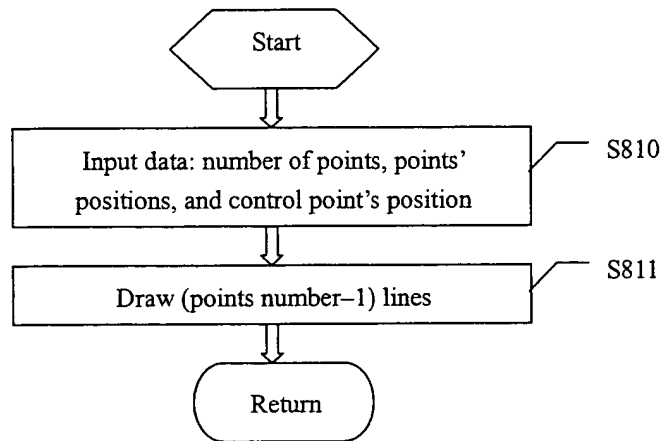 Start
Input data: number of points, points’
positions, and control point’s position
S810
Draw (points number–1) lines
S811
Return